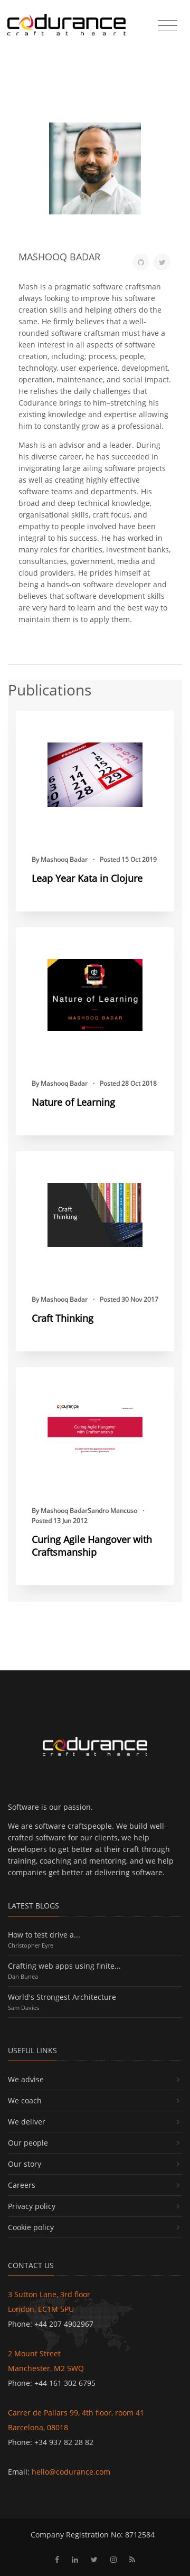 codurance
craft at heart
MASHOOQ BADAR
Mash is a pragmatic software craftsman
always looking to improve his software
creation skills and helping others do the
same. He firmly believes that a well-
rounded software craftsman must have a
keen interest in all aspects of software
creation, including; process, people,
technology, user experience, development,
operation, maintenance, and social impact.
He relishes the daily challenges that
Codurance brings to him–stretching his
existing knowledge and expertise allowing
him to constantly grow as a professional.
Mash is an advisor and a leader. During
his diverse career, he has succeeded in
invigorating large ailing software projects
as well as creating highly effective
software teams and departments. His
broad and deep technical knowledge,
organisational skills, craft focus, and
empathy to people involved have been
integral to his success. He has worked in
many roles for charities, investment banks,
consultancies, government, media and
cloud providers. He prides himself at
being a hands-on software developer and
believes that software development skills
are very hard to learn and the best way to
maintain them is to apply them.
Publications
7 1 8
14 15
21 22
28 29
By Mashooq Badar · Posted 15 Oct 2019
Leap Year Kata in Clojure
Nature of Learning
MASHOOQ BADAR
By Mashooq Badar · Posted 28 Oct 2018
Nature of Learning
Craft
Thinking
By Mashooq Badar · Posted 30 Nov 2017
Craft Thinking
Curing Agile Hangover
with Craftsmanship
By Mashooq BadarSandro Mancuso ·
Posted 13 Jun 2012
Curing Agile Hangover with
Craftsmanship
codurance
craft at heart
Software is our passion.
We are software craftspeople. We build well-
crafted software for our clients, we help
developers to get better at their craft through
training, coaching and mentoring, and we help
companies get better at delivering software.
LATEST BLOGS
How to test drive a...
Christopher Eyre
Crafting web apps using finite...
Dan Bunea
World's Strongest Architecture
Sam Davies
USEFUL LINKS
We advise
We coach
We deliver
Our people
Our story
Careers
Privacy policy
Cookie policy
CONTACT US
3 Sutton Lane, 3rd floor
London, EC1M 5PU
Phone: +44 207 4902967
2 Mount Street
Manchester, M2 5WQ
Phone: +44 161 302 6795
Carrer de Pallars 99, 4th floor, room 41
Barcelona, 08018
Phone: +34 937 82 28 82
Email: hello@codurance.com
Company Registration No: 8712584